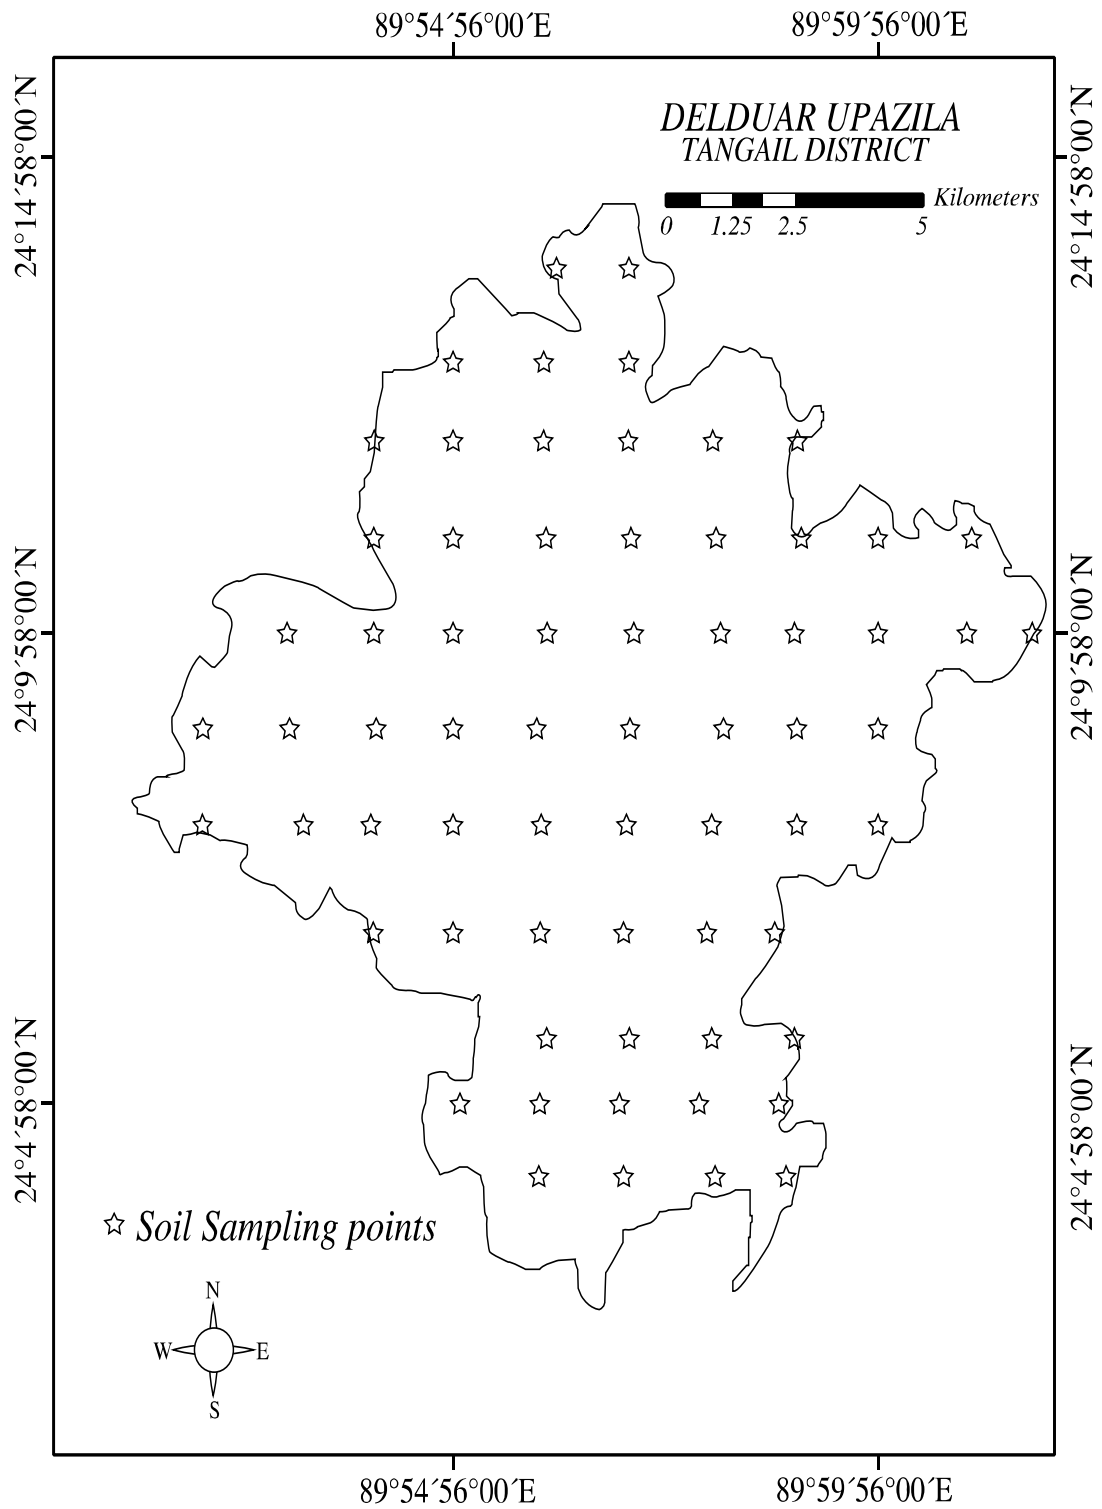 89°54´56°00´E 89°59´56°00´E
24°14´58°00´N
24°14´58°00´N
DELDUAR UPAZILA
TANGAIL DISTRICT
Kilometers
0 1.25 2.5 5
24°9´58°00´N
24°9´58°00´N
24°4´58°00´N
24°4´58°00´N
Soil Sampling points
N
W E
S
89°54´56°00´E 89°59´56°00´E